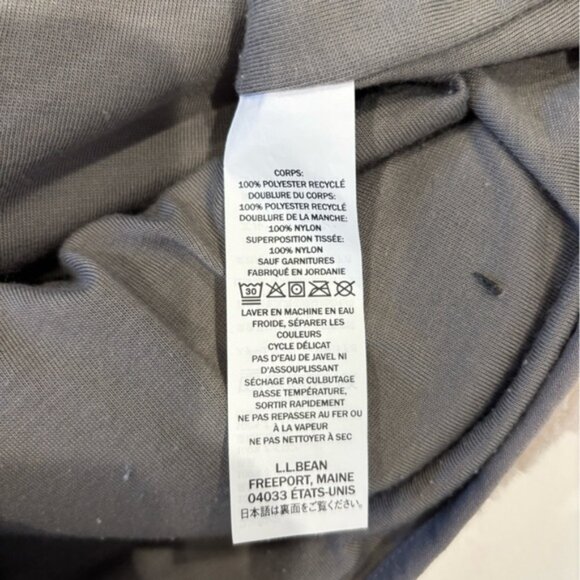 CORPS:
100% POLYESTER RECYCLÉ
DOUBLURE DU CORPS:
100% POLYESTER RECYCLÉ
DOUBLURE DE LA MANCHE:
100% NYLON
SUPERPOSITION TISSÉE:
100% NYLON
SAUF GARNITURES
FABRIQUÉ EN JORDANIE
30
LAVER EN MACHINE EN EAU
FROIDE, SÉPARER LES
COULEURS
CYCLE DÉLICAT
PAS D'EAU DE JAVEL NI
D'ASSOUPLISSANT
SÉCHAGE PAR CULBUTAGE
BASSE TEMPÉRATURE,
SORTIR RAPIDEMENT
NE PAS REPASSER AU FER OU
À LA VAPEUR
NE PAS NETTOYER À SEC
L.L.BEAN
FREEPORT, MAINE
04033 ÉTATS-UNIS
日本語は裏面をご覧ください。